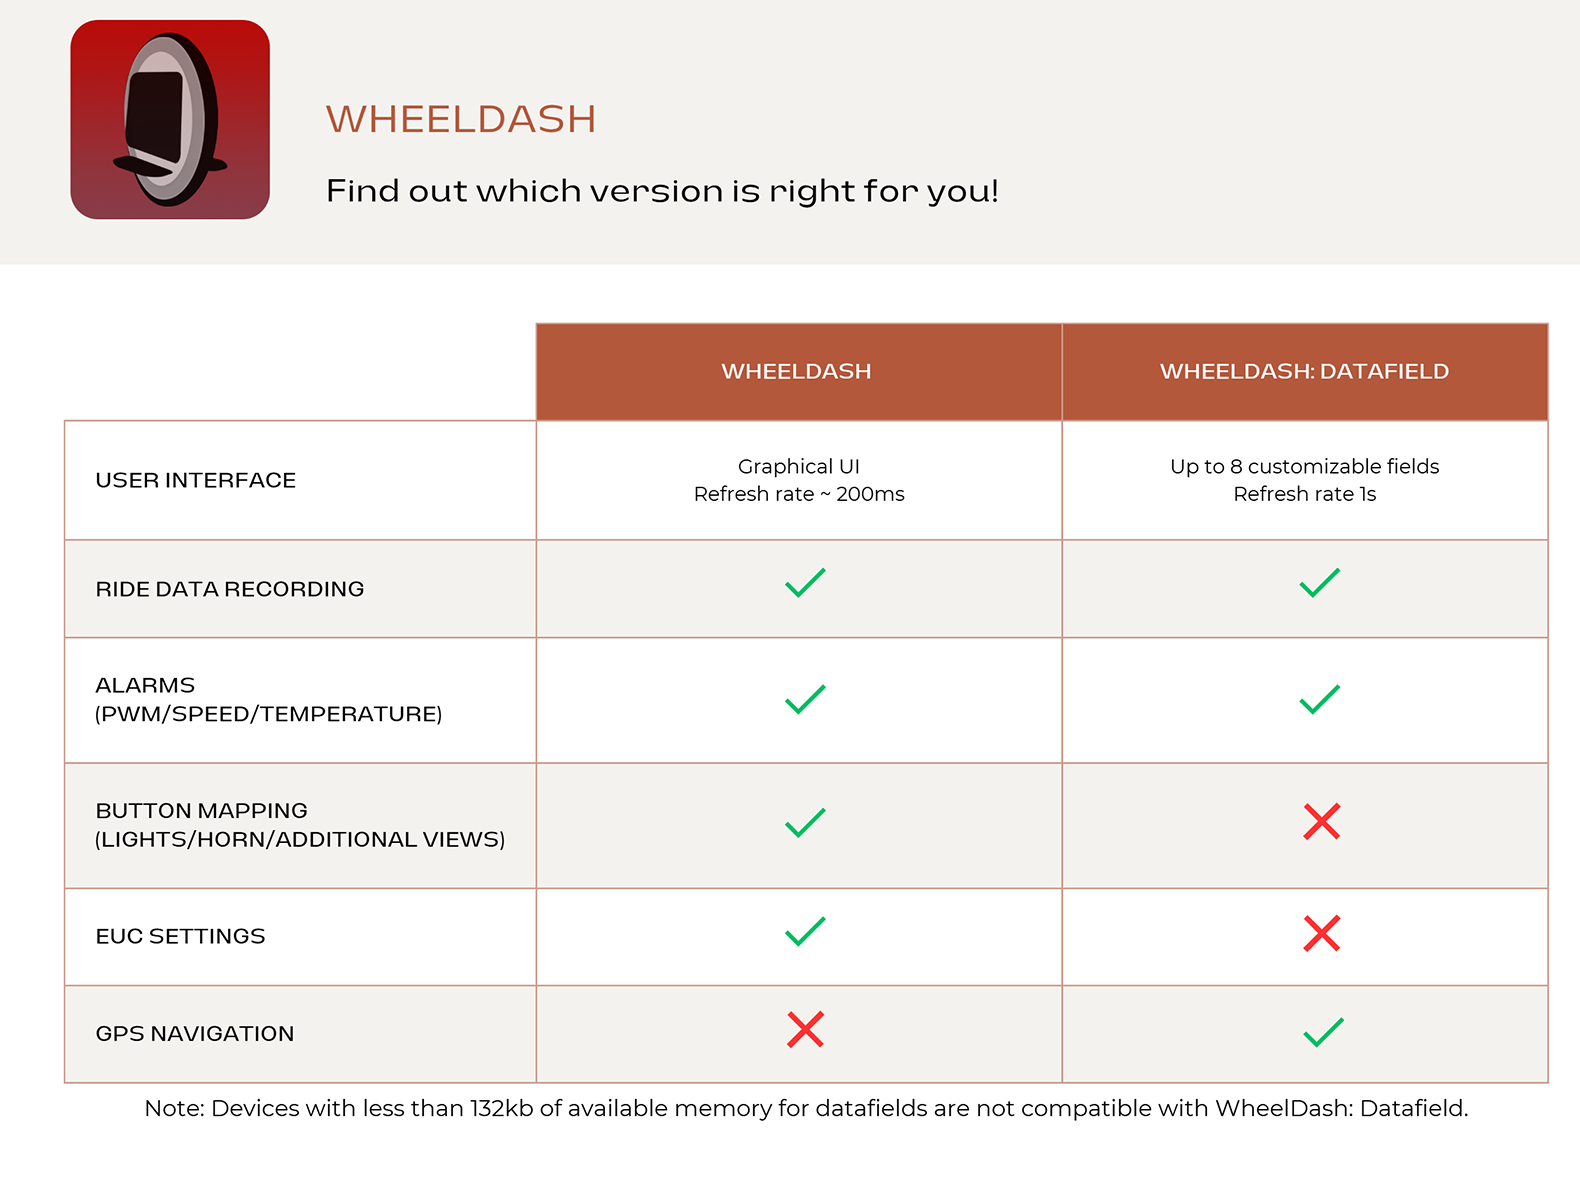 WHEELDASH
Find out which version is right for you!
WHEELDASH
WHEELDASH: DATAFIELD
USER INTERFACE
Graphical UI
Refresh rate ~ 200ms
Up to 8 customizable fields
Refresh rate 1s
RIDE DATA RECORDING
ALARMS
(PWM/SPEED/TEMPERATURE)
BUTTON MAPPING
(LIGHTS/HORN/ADDITIONAL VIEWS)
EUC SETTINGS
GPS NAVIGATION
Note: Devices with less than 132kb of available memory for datafields are not compatible with WheelDash: Datafield.